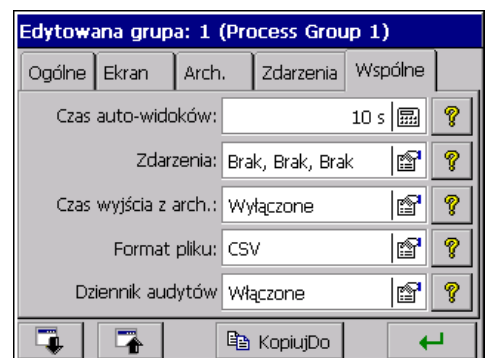 Edytowana grupa: 1 (Process Group 1)
Ogólne Ekran Arch. Zdarzenia Wspólne
Czas auto-widoków: 10 s
Zdarzenia: Brak, Brak, Brak
Czas wyjścia z arch.: Wyłączone
Format pliku: CSV
Dziennik audytów Włączone
KopiujDo